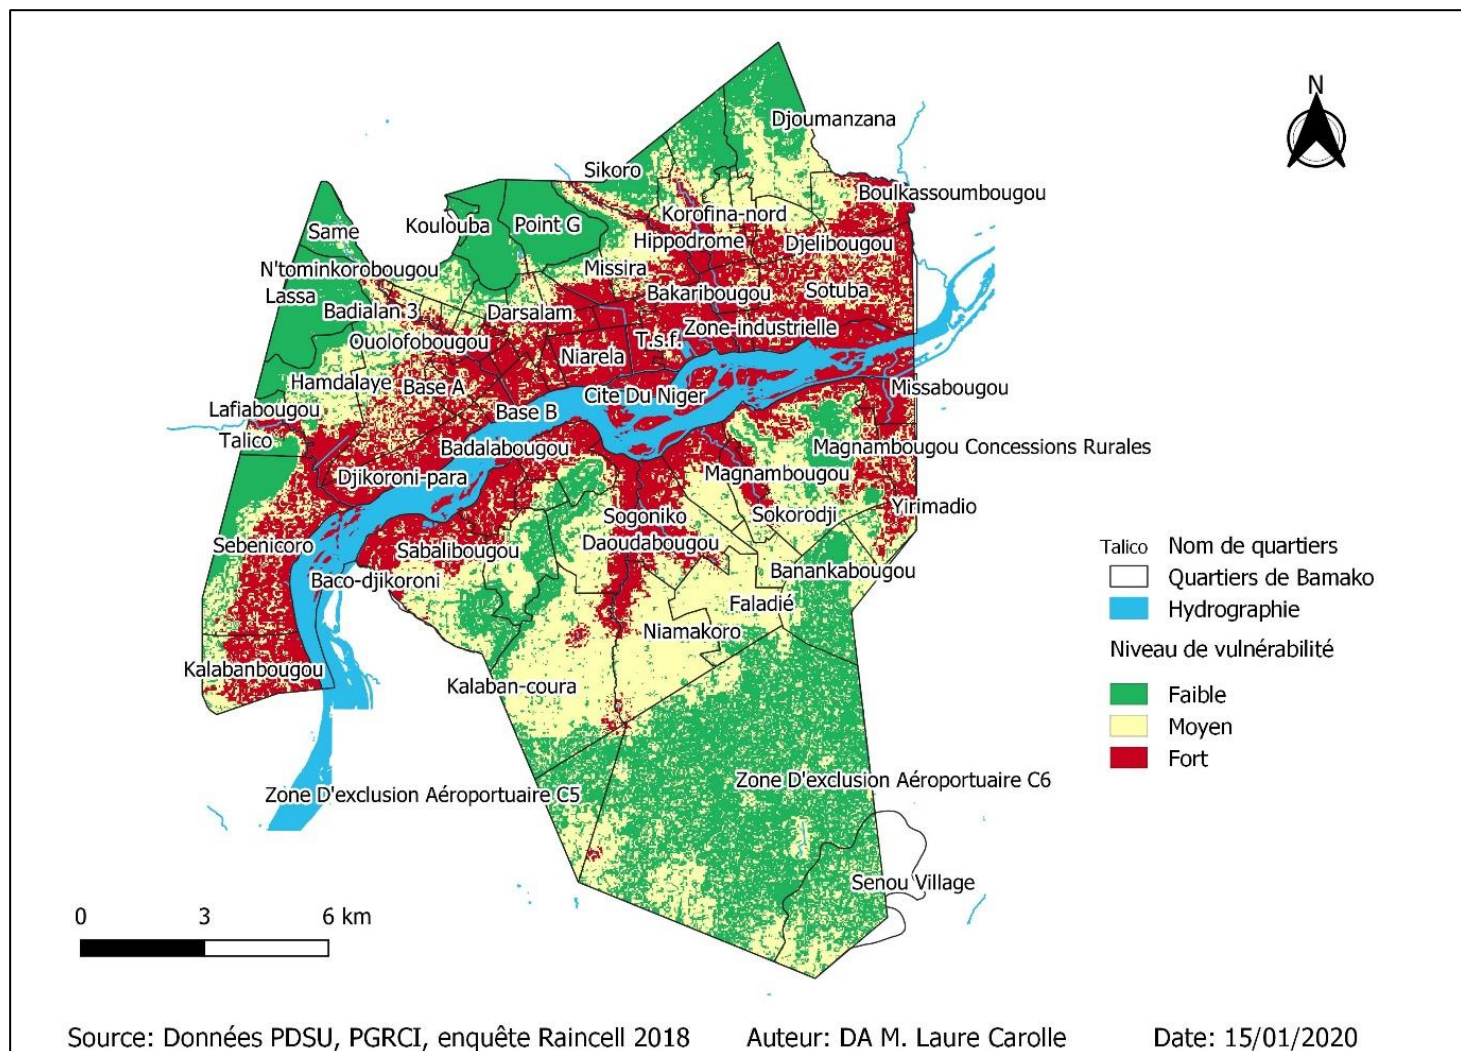 N
Djoumanzana
Sikoro
Boulkassoumbougou
Koulouba
Point G
Korofina-nord
Same
Hippodrome
Djelibougou
N'tominkorobougou
Missira
Lassa
Bakaribougou
Sotuba
Badialan 3
Darsalam
Zone-industrielle
Ouolofobougou
T.s.f.
Niarela
Hamdalaye
Base A
Cite Du Niger
Missabougou
Lafiabougou
Base B
Talico
Badalabougou
Magnambougou Concessions Rurales
Djikoroni-para
Magnambougou
Yirimadio
Sogoniko
Sokorodji
Sebenicoro
Sabalibougou
Daoudabougou
Baco-djikoroni
Banankabougou
Faladié
Niamakoro
Kalabanbougou
Kalaban-coura
Zone D'exclusion Aéroportuaire C6
Zone D'exclusion Aéroportuaire C5
Senou Village
Talico Nom de quartiers
Quartiers de Bamako
Hydrographie
Niveau de vulnérabilité
Faible
Moyen
Fort
0 3 6 km
Source: Données PDSU, PGRCI, enquête Raincell 2018 Auteur: DA M. Laure Carolle Date: 15/01/2020